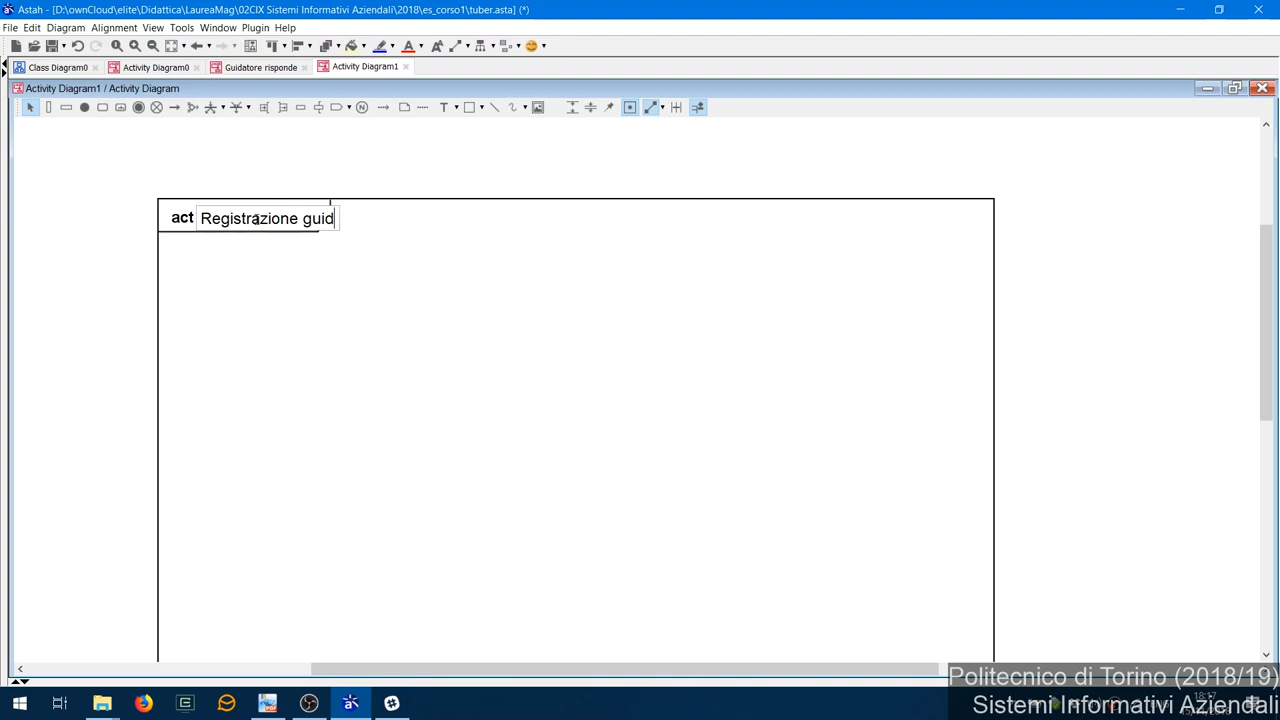 Astah - [D:\ownCloud\elite\Didattica\LaureaMag\02CIX Sistemi Informativi Aziendali\2018\es_corso1\tuber.asta] (*)
File Edit Diagram Alignment View Tools Window Plugin Help
Class Diagram0 Activity Diagram0 Guidatore risponde Activity Diagram1
Activity Diagram1 / Activity Diagram
act Registrazione guid
Politecnico di Torino (2018/19)
18:17
Sistemi Informativi Aziendali